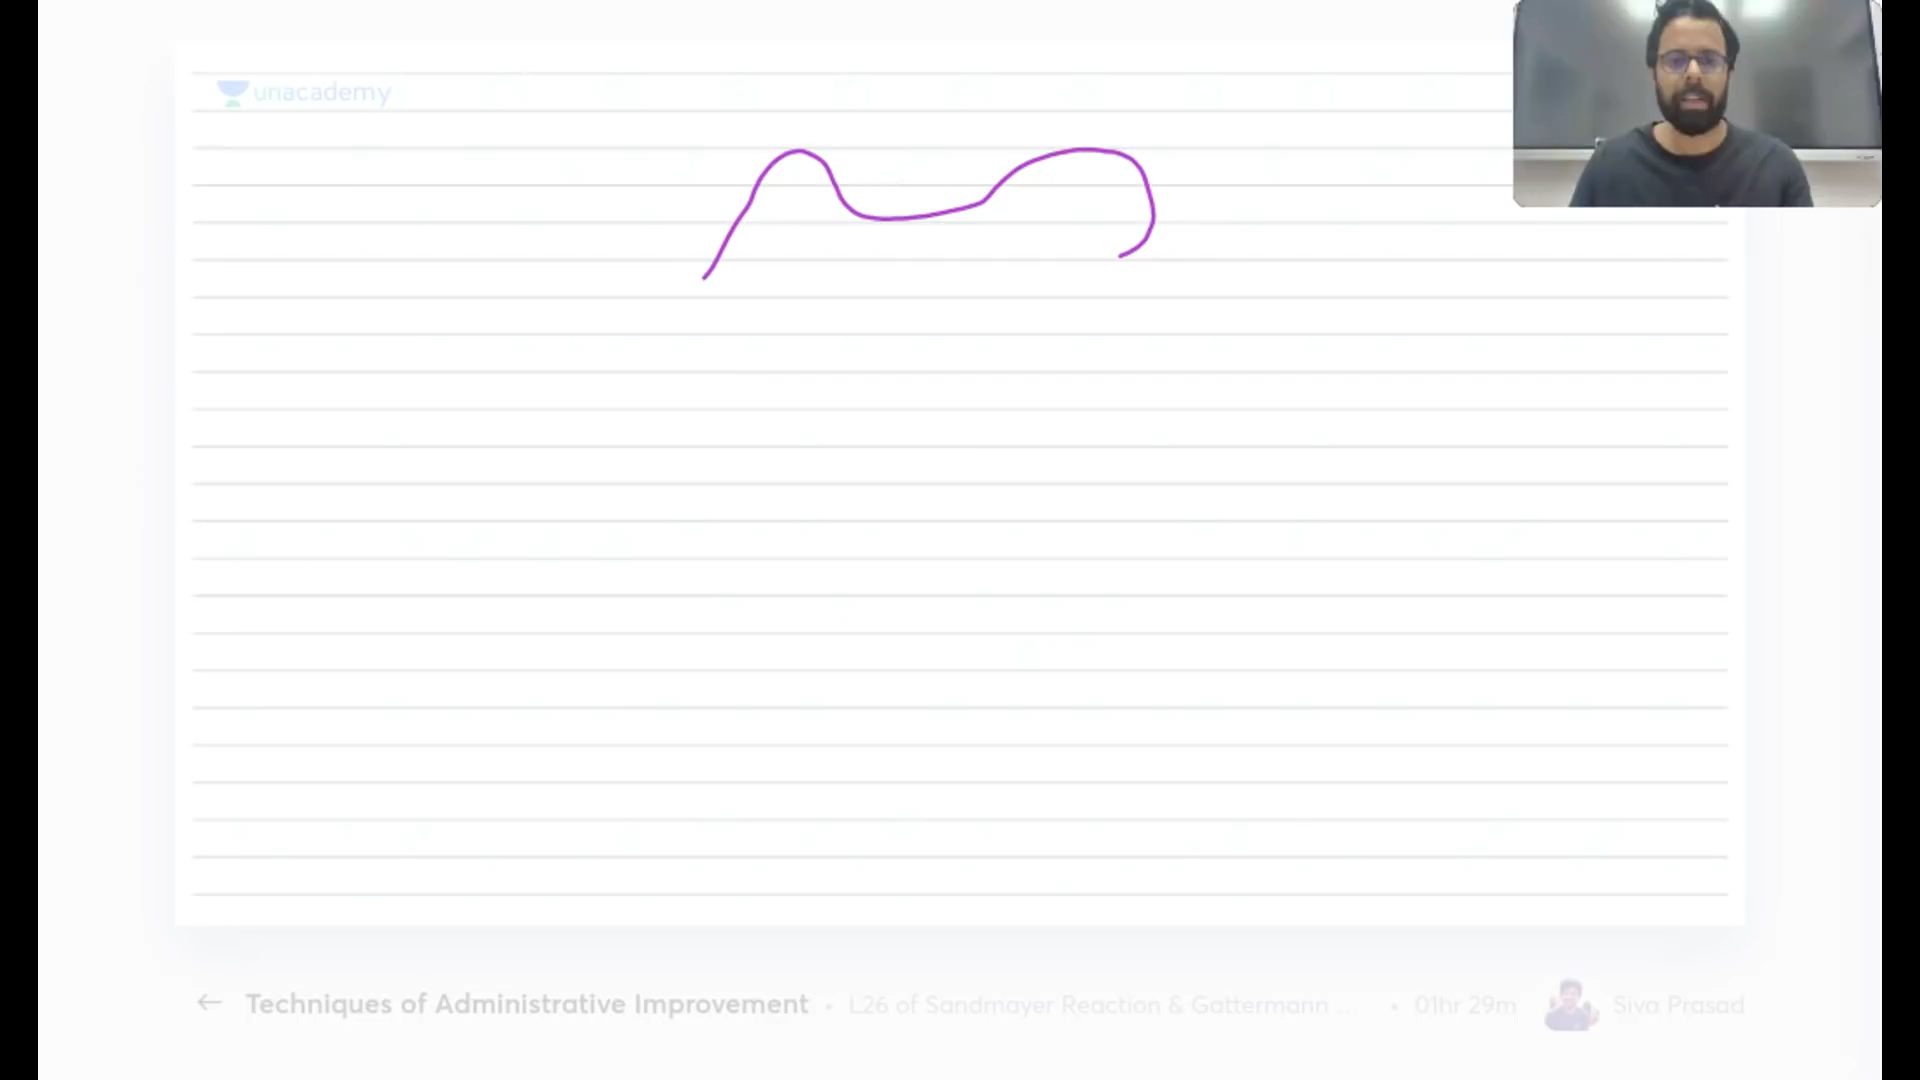 unacademy
← Techniques of Administrative Improvement • L26 of Sandmayer Reaction & Gattermann ... • 01hr 29m Siva Prasad